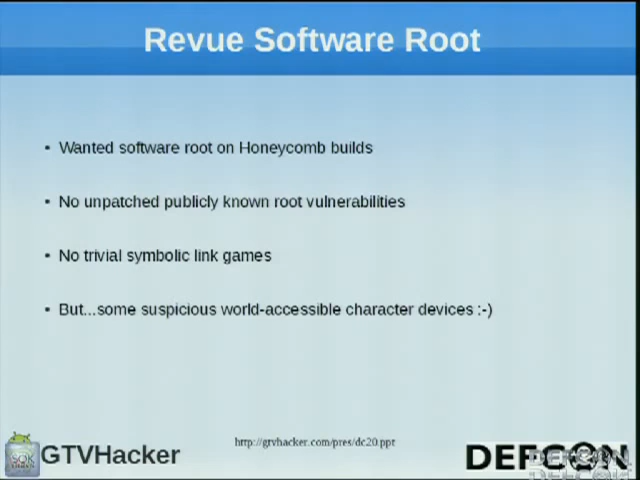 Revue Software Root
• Wanted software root on Honeycomb builds
• No unpatched publicly known root vulnerabilities
• No trivial symbolic link games
• But...some suspicious world-accessible character devices :-)
GTVHacker
http://gtvhacker.com/pres/dc20.ppt
DEFCON
DEFCON